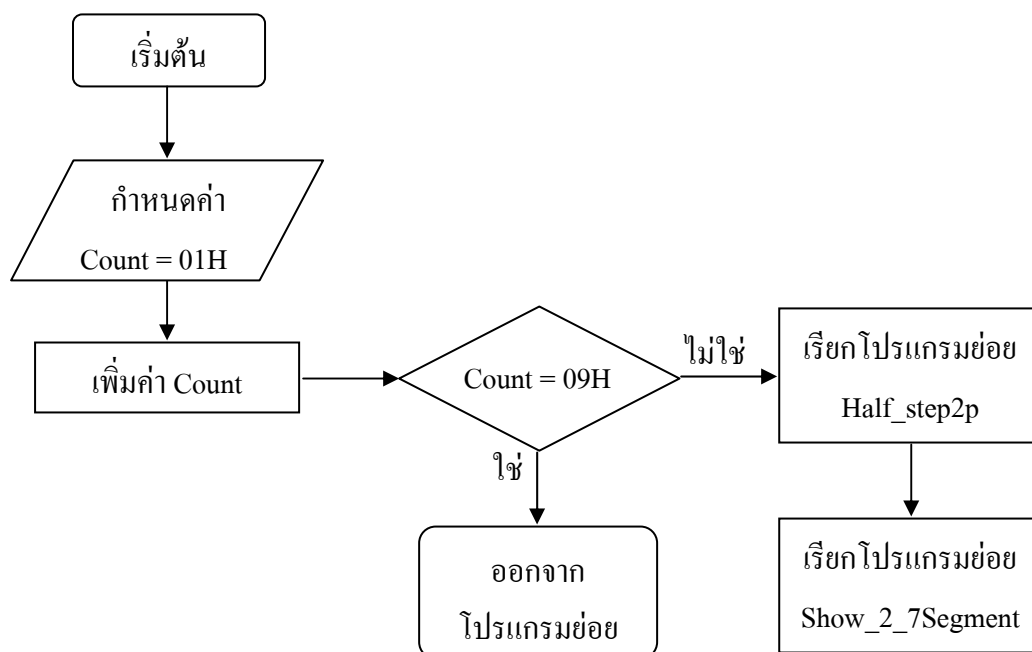 เริ่มต้น
กำหนดค่า
Count = 01H
เพิ่มค่า Count
Count = 09H
ไม่ใช่
เรียกโปรแกรมย่อย
Half_step2p
ใช่
ออกจาก
โปรแกรมย่อย
เรียกโปรแกรมย่อย
Show_2_7Segment